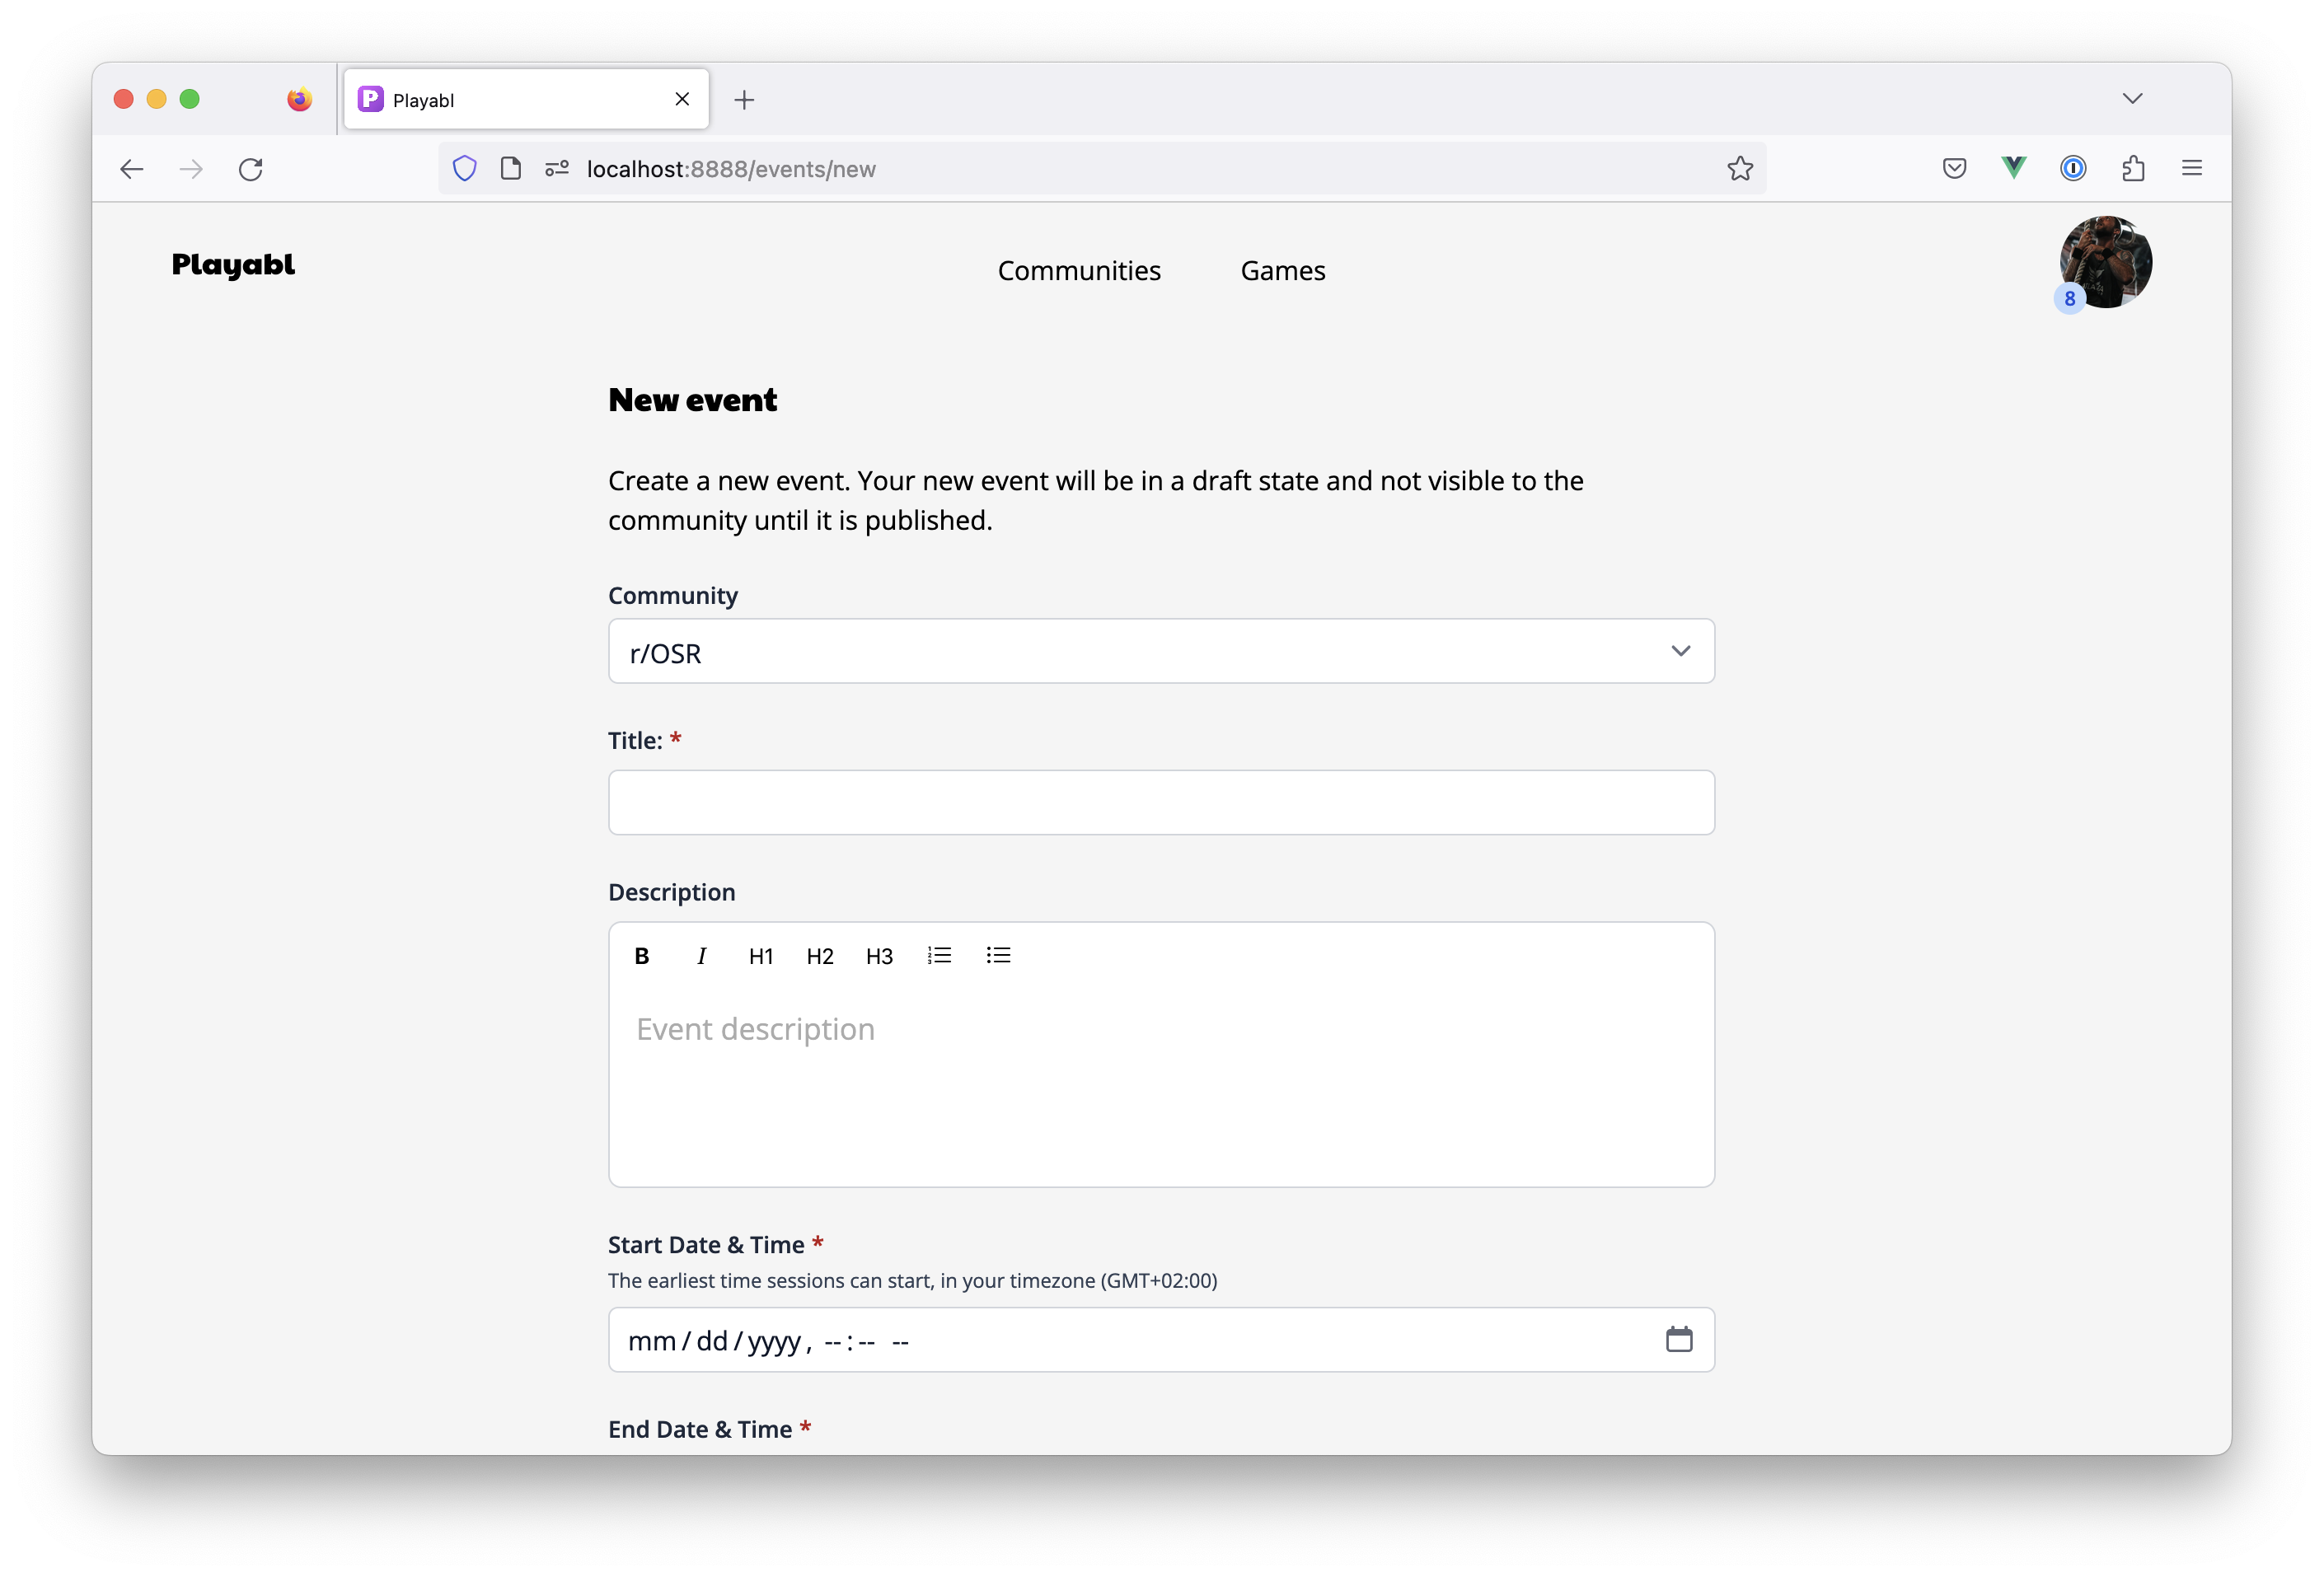 Playabl
localhost:8888/events/new
Playabl
Communities
Games
8
New event
Create a new event. Your new event will be in a draft state and not visible to the
community until it is published.
Community
r/OSR
Title: *
Description
B I H1 H2 H3
Event description
Start Date & Time *
The earliest time sessions can start, in your timezone (GMT+02:00)
mm/dd/yyyy, --:-- --
End Date & Time *